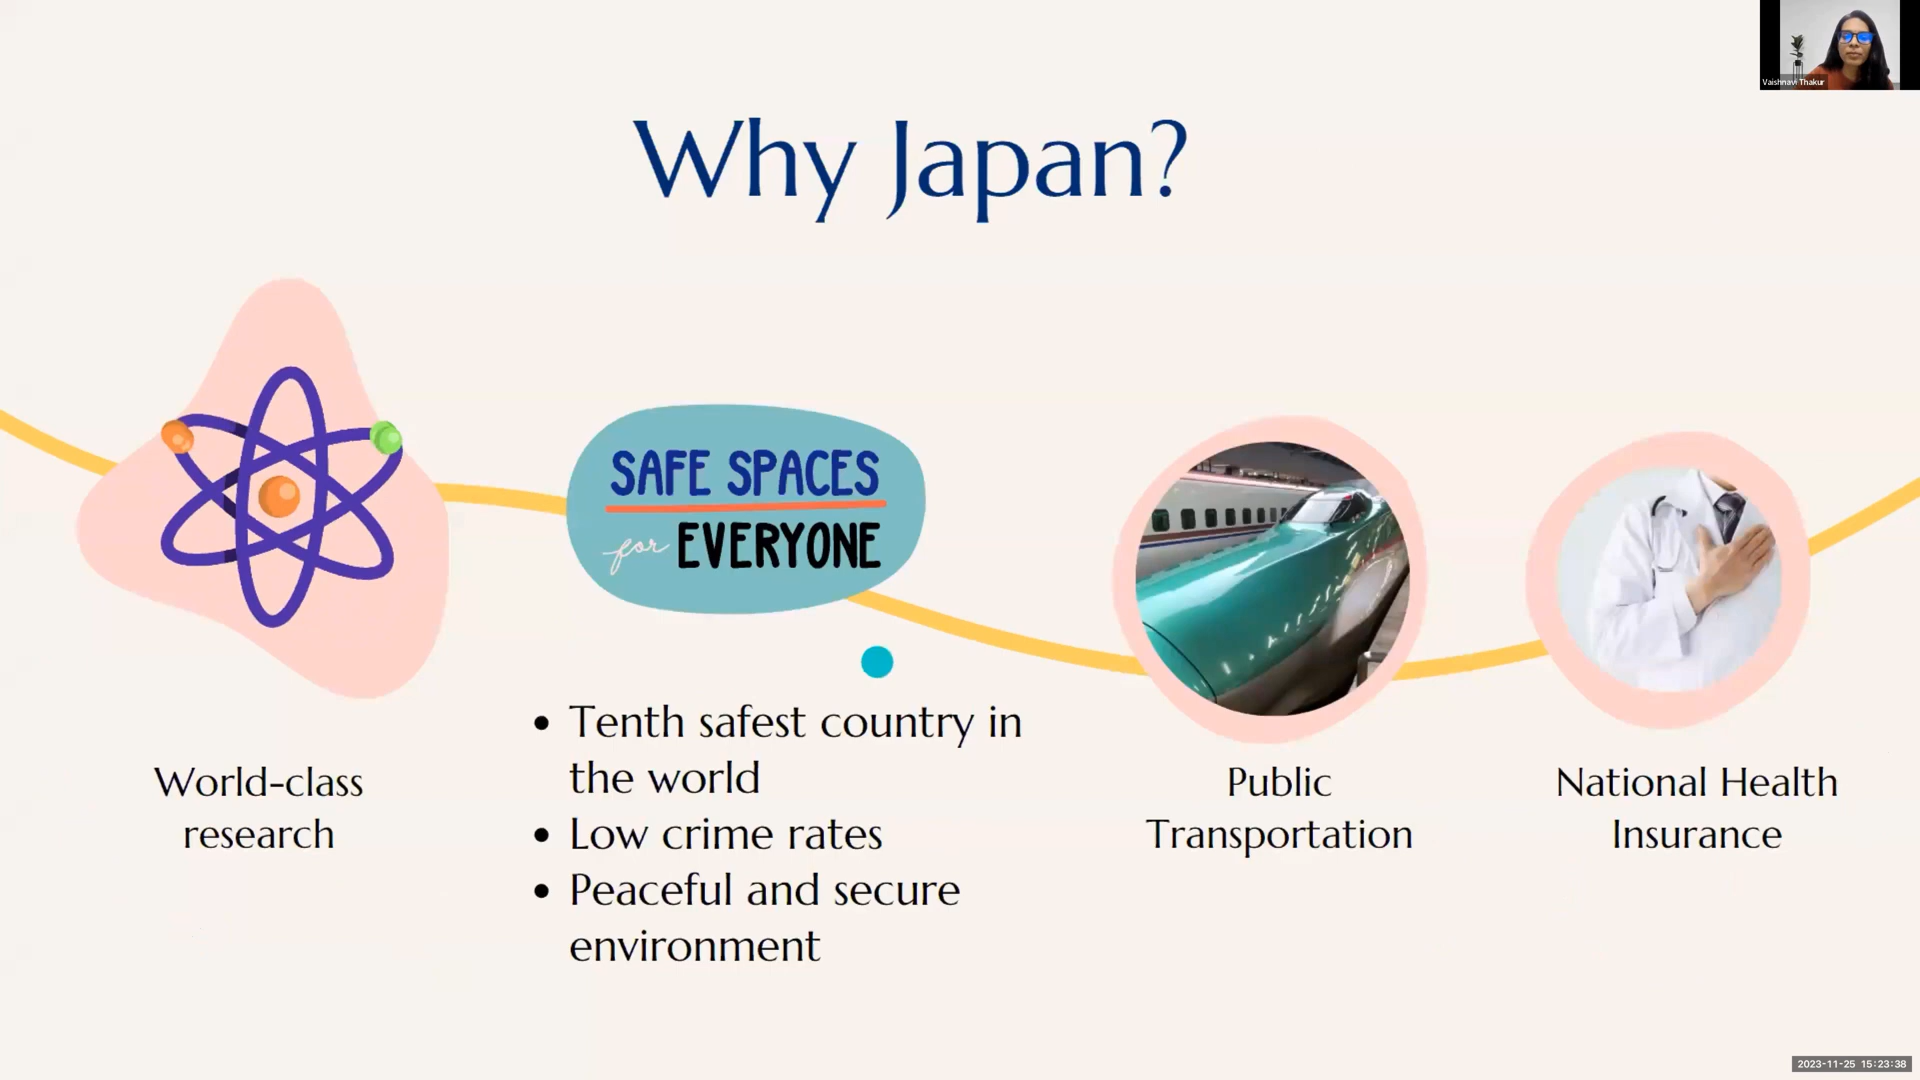 Vaishnavi Thakur
Why Japan?
SAFE SPACES
for EVERYONE
World-class
research
• Tenth safest country in
the world
• Low crime rates
• Peaceful and secure
environment
Public
Transportation
National Health
Insurance
2023-11-25 15:23:38